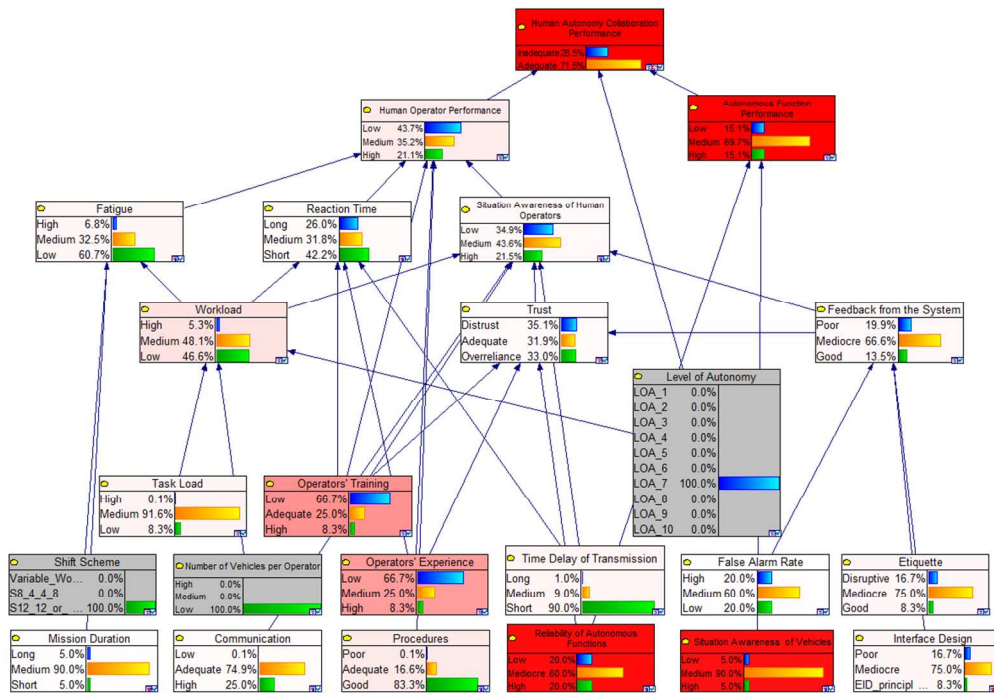 Human Autonomy Collaboration
Performance
Inadequate 28.5%
Adequate 71.5%
Human Operator Performance
Low 43.7%
Medium 35.2%
High 21.1%
Autonomous Function
Performance
Low 15.1%
Medium 69.7%
High 15.1%
Fatigue
High 6.8%
Medium 32.5%
Low 60.7%
Reaction Time
Long 26.0%
Medium 31.8%
Short 42.2%
Situation Awareness of Human
Operators
Low 34.9%
Medium 43.6%
High 21.5%
Workload
High 5.3%
Medium 48.1%
Low 46.6%
Trust
Distrust 35.1%
Adequate 31.9%
Overreliance 33.0%
Feedback from the System
Poor 19.9%
Mediocre 66.6%
Good 13.5%
Level of Autonomy
LOA_1 0.0%
LOA_2 0.0%
LOA_3 0.0%
LOA_4 0.0%
LOA_5 0.0%
LOA_6 0.0%
LOA_7 100.0%
LOA_8 0.0%
LOA_9 0.0%
LOA_10 0.0%
Task Load
High 0.1%
Medium 91.6%
Low 8.3%
Operators' Training
Low 66.7%
Adequate 25.0%
High 8.3%
Shift Scheme
Variable_Wo... 0.0%
S8_4_4_8 0.0%
S12_12_or_... 100.0%
Number of Vehicles per Operator
High 0.0%
Medium 0.0%
Low 100.0%
Operators' Experience
Low 66.7%
Medium 25.0%
High 8.3%
Time Delay of Transmission
Long 1.0%
Medium 9.0%
Short 90.0%
False Alarm Rate
High 20.0%
Medium 60.0%
Low 20.0%
Etiquette
Disruptive 16.7%
Mediocre 75.0%
Good 8.3%
Mission Duration
Long 5.0%
Medium 90.0%
Short 5.0%
Communication
Low 0.1%
Adequate 74.9%
High 25.0%
Procedures
Poor 0.1%
Adequate 16.6%
Good 83.3%
Reliability of Autonomous
Functions
Low 20.0%
Medium 60.0%
High 20.0%
Situation Awareness of Vehicles
Low 5.0%
Medium 90.0%
High 5.0%
Interface Design
Poor 16.7%
Mediocre 75.0%
EID_principl... 8.3%